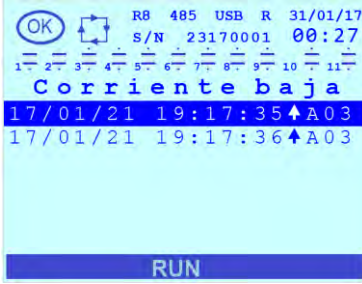 OK R8 485 USB R 31/01/17
S/N 23170001 00:27
1 2 3 4 5 6 7 8 9 10 11
Corriente baja
17/01/21 19:17:35↑A03
17/01/21 19:17:36↑A03
RUN